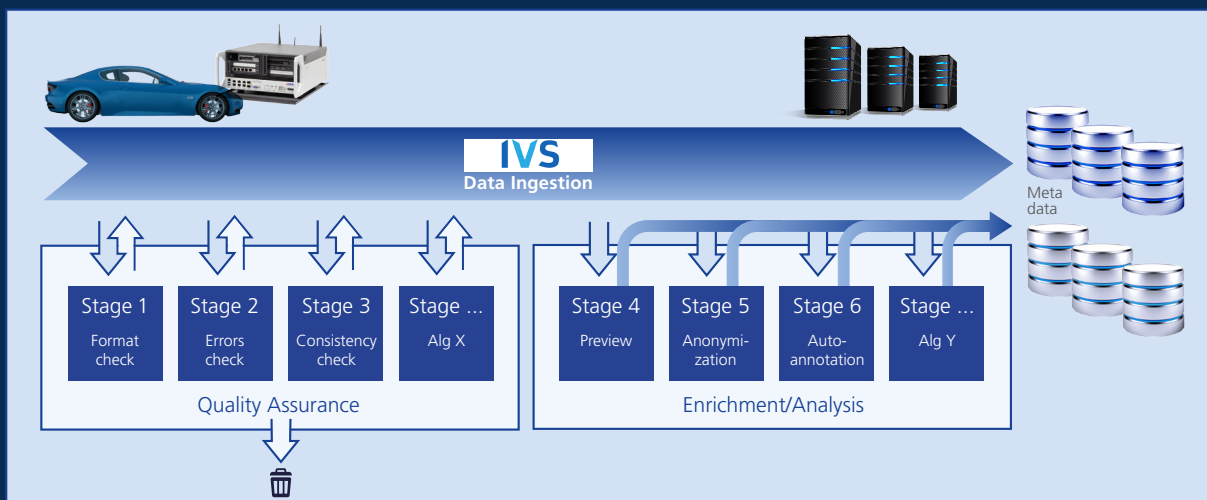 IVS
Data Ingestion
Meta
data
Stage 1
Format
check
Stage 2
Errors
check
Stage 3
Consistency
check
Stage ...
Alg X
Quality Assurance
Stage 4
Preview
Stage 5
Anonymi-
zation
Stage 6
Auto-
annotation
Stage ...
Alg Y
Enrichment/Analysis